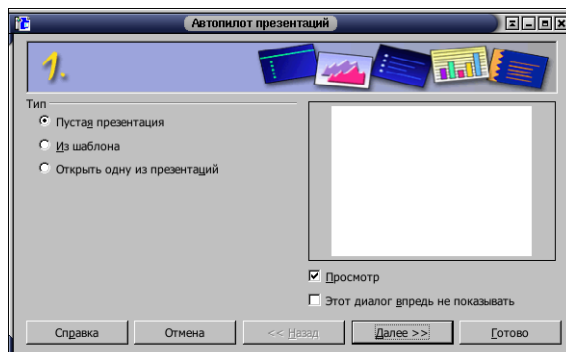 Автопилот презентаций
1.
Тип
Пустая презентация
Из шаблона
Открыть одну из презентаций
Просмотр
Этот диалог впредь не показывать
Справка
Отмена
<< Назад
Далее >>
Готово